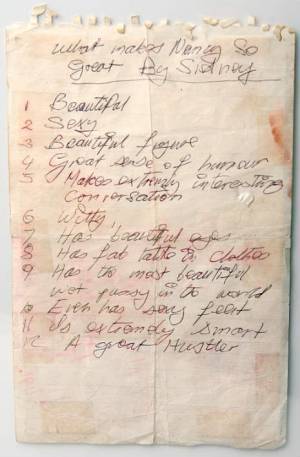 what makes Nancy So
Great By Sidney
1 Beautiful
2 Sexy
3 Beautiful figure
4 Great sense of humour
5 Makes extremely interesting
conversation
6 Witty
7 Has beautiful eyes
8 Has fab taste in clothes
9 Has the most beautiful
wet pussy in the world
10 Even has sexy feet
11 Is extremely smart
12 A great Hustler